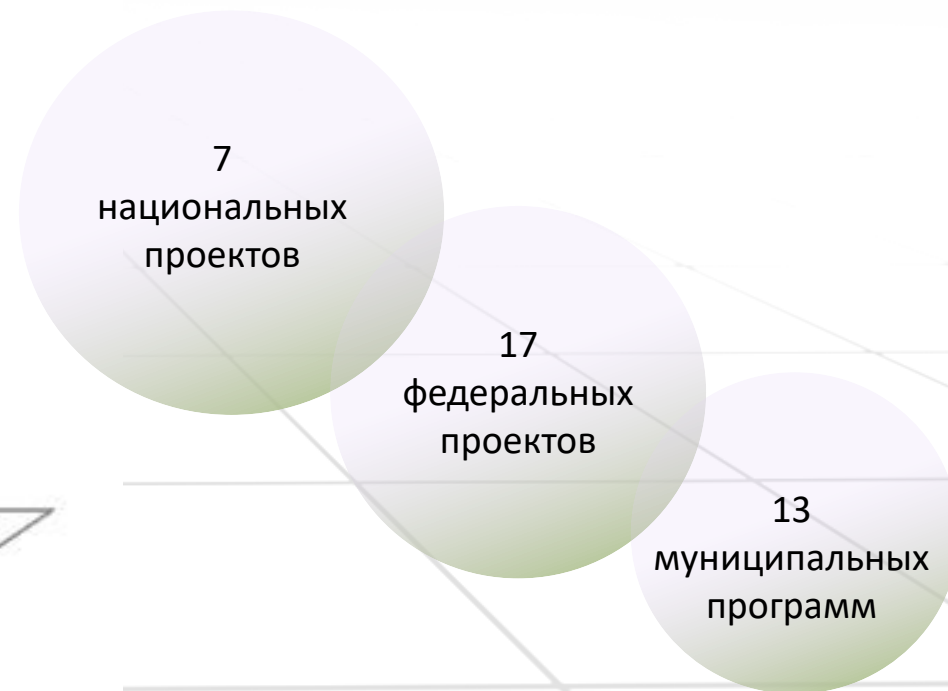 7
национальных
проектов
17
федеральных
проектов
13
муниципальных
программ